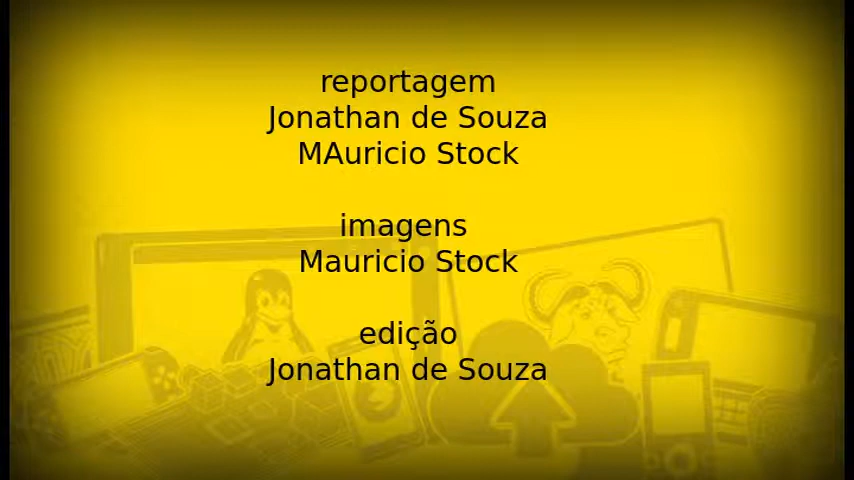 reportagem
Jonathan de Souza
MAuricio Stock
imagens
Mauricio Stock
edição
Jonathan de Souza